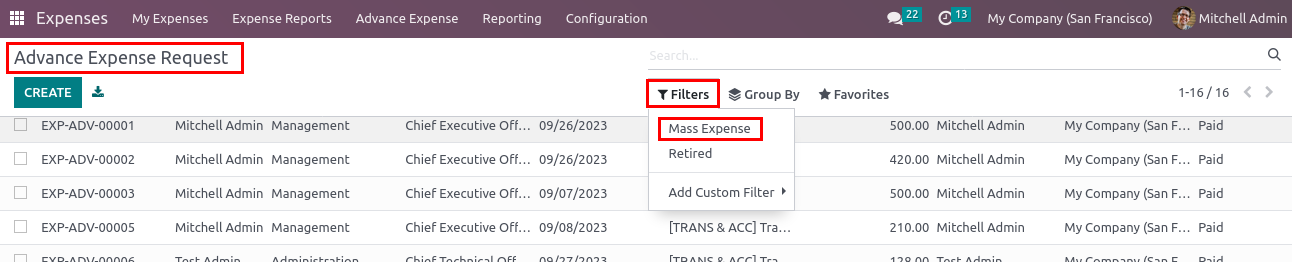 Expenses My Expenses Expense Reports Advance Expense Reporting Configuration 22 13 My Company (San Francisco) Mitchell Admin
Advance Expense Request Search...
CREATE Filters Group By Favorites 1-16 / 16
EXP-ADV-00001 Mitchell Admin Management Chief Executive Off... 09/26/2023 500.00 Mitchell Admin My Company (San F... Paid
Mass Expense
Retired
Add Custom Filter
EXP-ADV-00002 Mitchell Admin Management Chief Executive Off... 09/26/2023 420.00 Mitchell Admin My Company (San F... Paid
EXP-ADV-00003 Mitchell Admin Management Chief Executive Off... 09/07/2023 500.00 Mitchell Admin My Company (San F... Paid
EXP-ADV-00005 Mitchell Admin Management Chief Executive Off... 09/08/2023 [TRANS & ACC] Tra... 210.00 Mitchell Admin My Company (San F... Paid
EXP-ADV-00006 Test Admin Administration Chief Technical Off... 09/27/2023 [TRANS & ACC] Tra... 128.00 Test Admin My Company (San F... Paid